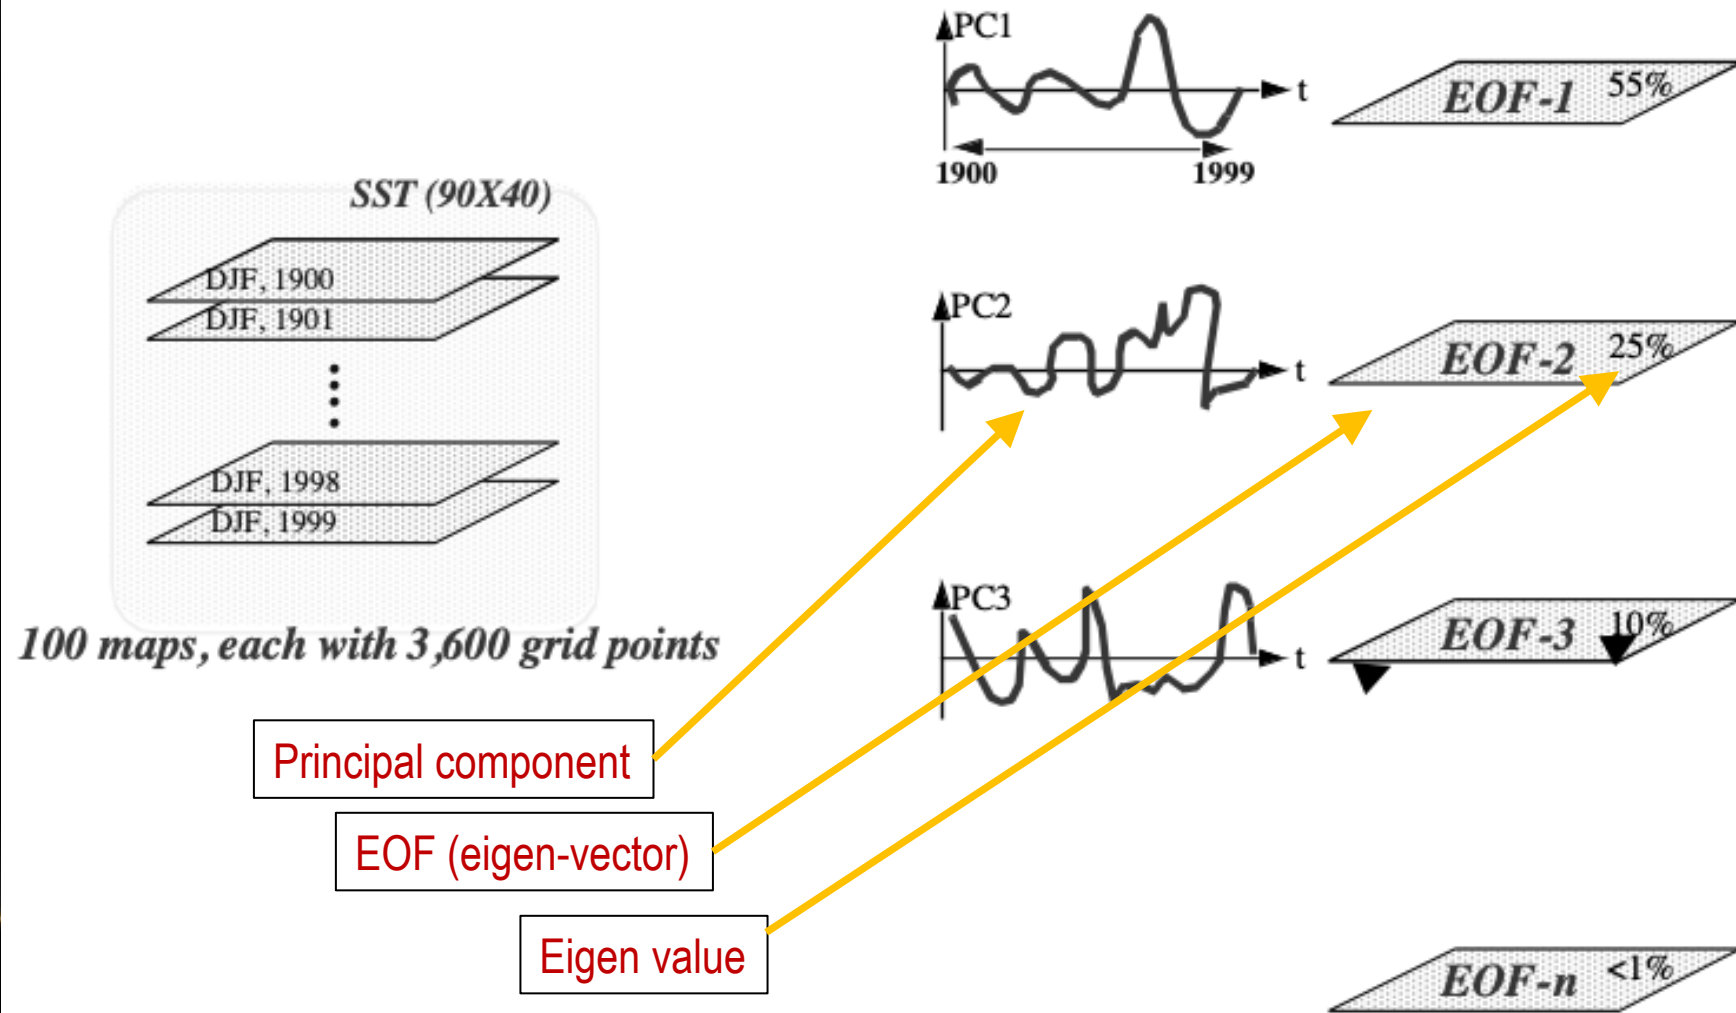 SST (90X40)
DJF, 1900
DJF, 1901
DJF, 1998
DJF, 1999
100 maps, each with 3,600 grid points
PC1
t
1900 1999
EOF-1 55%
PC2
t
EOF-2 25%
PC3
t
EOF-3 10%
Principal component
EOF (eigen-vector)
Eigen value
EOF-n <1%